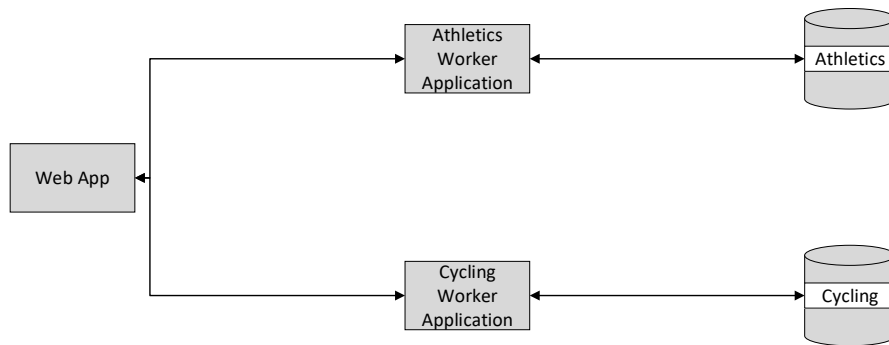 Athletics
Worker
Application
Athletics
Web App
Cycling
Worker
Application
Cycling